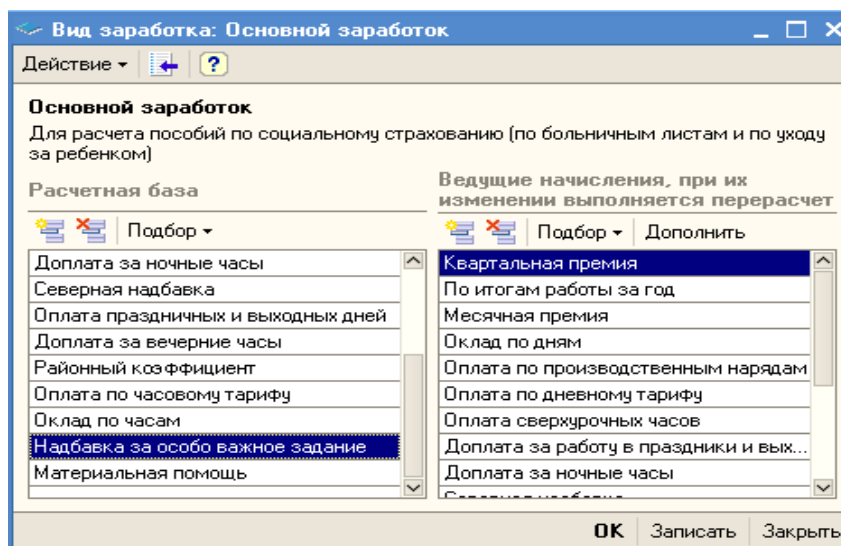 Вид заработка: Основной заработок
Действие
Основной заработок
Для расчета пособий по социальному страхованию (по больничным листам и по уходу
за ребенком)
Расчетная база
Подбор
Доплата за ночные часы
Северная надбавка
Оплата праздничных и выходных дней
Доплата за вечерние часы
Районный коэффициент
Оплата по часовому тарифу
Оклад по часам
Надбавка за особо важное задание
Материальная помощь
Ведущие начисления, при их
изменении выполняется перерасчет
Подбор Дополнить
Квартальная премия
По итогам работы за год
Месячная премия
Оклад по дням
Оплата по производственным нарядам
Оплата по дневному тарифу
Оплата сверхурочных часов
Доплата за работу в праздники и вых...
Доплата за ночные часы
OK Записать Закрыть